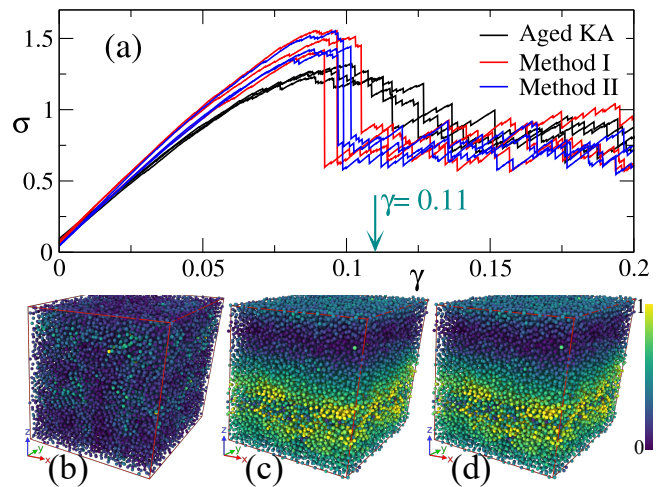 1.5
(a)
Aged KA
Method I
Method II
1
σ
0.5
γ= 0.11
0
0
0.05
0.1
γ
0.15
0.2
1
0
z
y
x
(b)
z
y
x
(c)
z
y
x
(d)